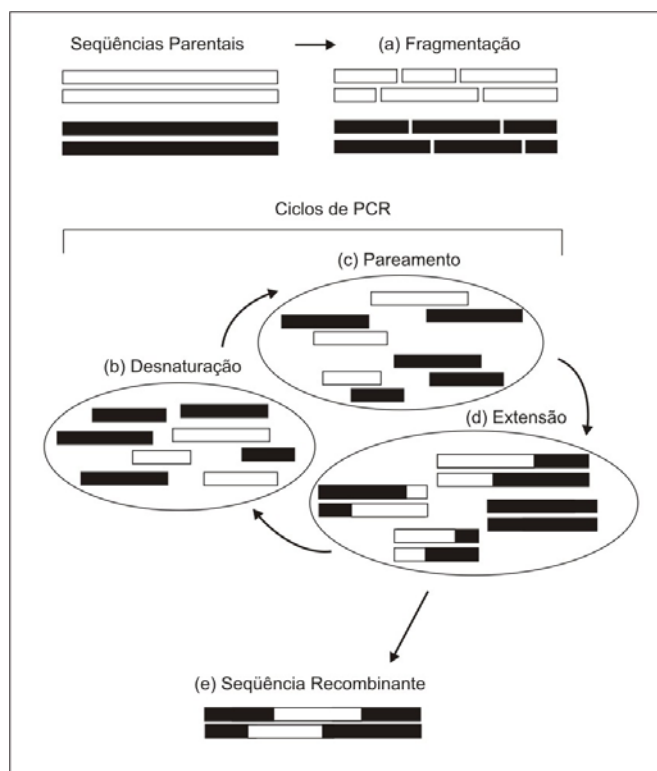 Seqüências Parentais
(a) Fragmentação
Ciclos de PCR
(c) Pareamento
(b) Desnaturação
(d) Extensão
(e) Seqüência Recombinante